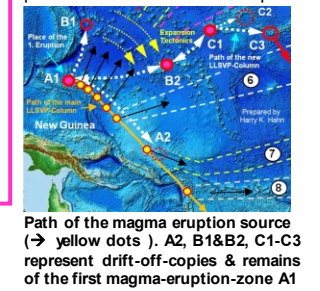 C2
B1
Place of the
1. Eruption
Expansion
Tectonics
C1
C3
Path of the new
LLSVP-Column
A1
B2
6
Path of the main
LLSVP-Column
Prepared by
Harry K. Hahn
New Guinea
A2
7
8
Path of the magma eruption source
(→ yellow dots ). A2, B1&B2, C1-C3
represent drift-off-copies & remains
of the first magma-eruption-zone A1